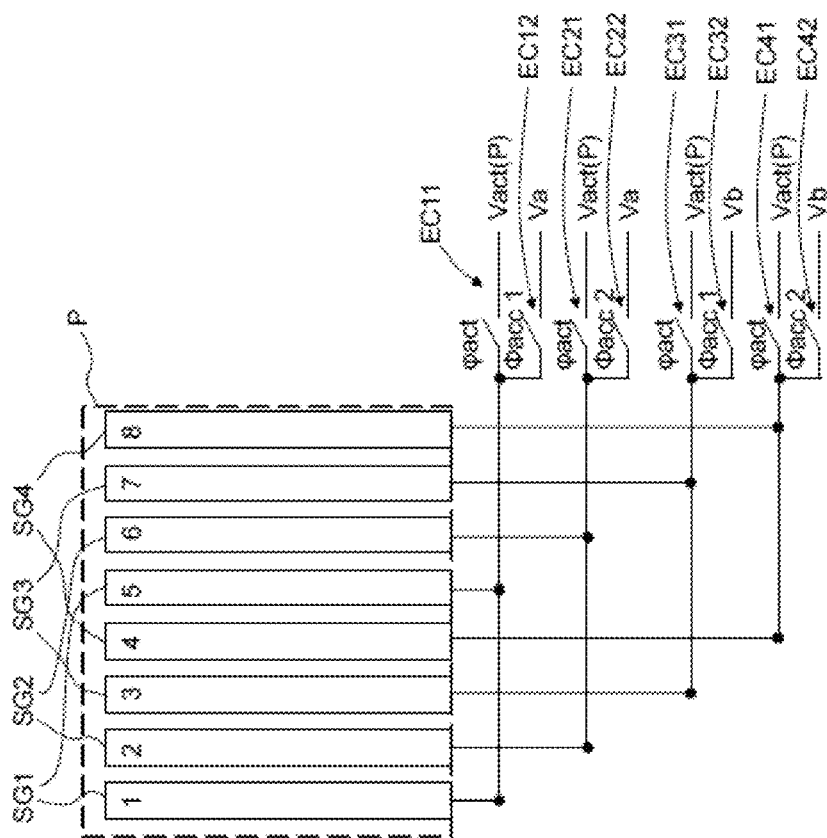 SG1
SG2
SG3
SG4
P
1
2
3
4
5
6
7
8
EC11
φact
Vact(P)
Φacc 1
Va
EC12
φact
Vact(P)
EC21
Φacc 2
Va
EC22
φact
Vact(P)
EC31
Φacc 1
Vb
EC32
φact
Vact(P)
EC41
Φacc 2
Vb
EC42